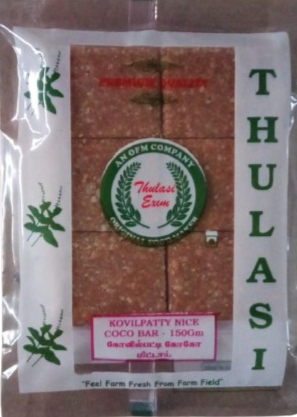 PREMIUM QUALITY
THULASI
AN OFM COMPANY
Thulasi
Exim
KOVILPATTY NICE
COCO BAR - 150Gm
கோவில்பட்டி கோகோ
மிட்டாய்
"Feel Farm Fresh From Farm Field"